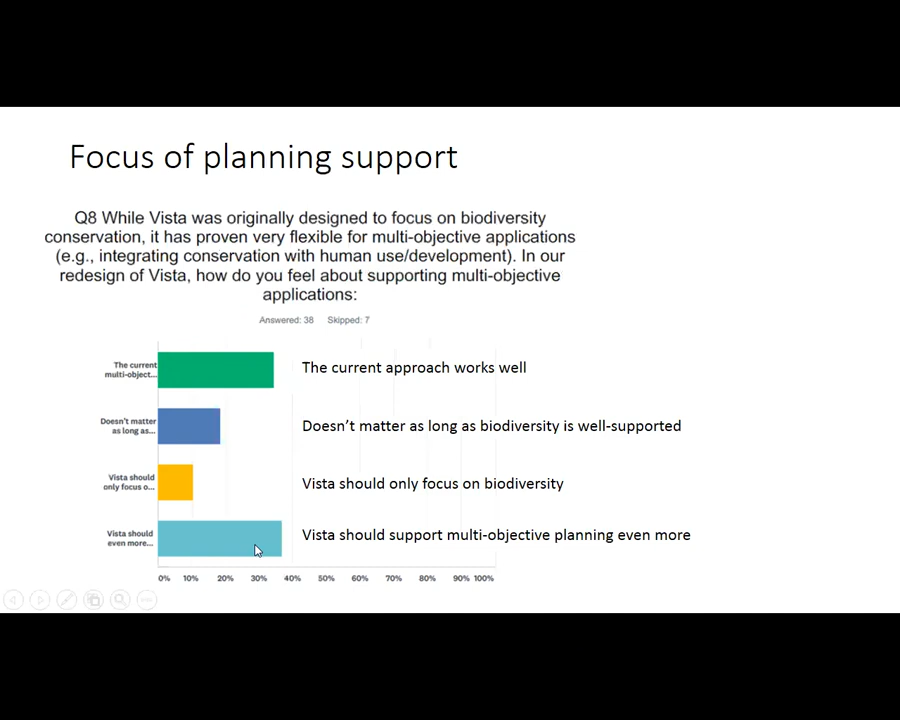 Focus of planning support
Q8 While Vista was originally designed to focus on biodiversity
conservation, it has proven very flexible for multi-objective applications
(e.g., integrating conservation with human use/development). In our
redesign of Vista, how do you feel about supporting multi-objective
applications:
Answered: 38 Skipped: 7
The current
multi-object...
The current approach works well
Doesn't matter
as long as...
Doesn't matter as long as biodiversity is well-supported
Vista should
only focus o...
Vista should only focus on biodiversity
Vista should
even more...
Vista should support multi-objective planning even more
0% 10% 20% 30% 40% 50% 60% 70% 80% 90% 100%